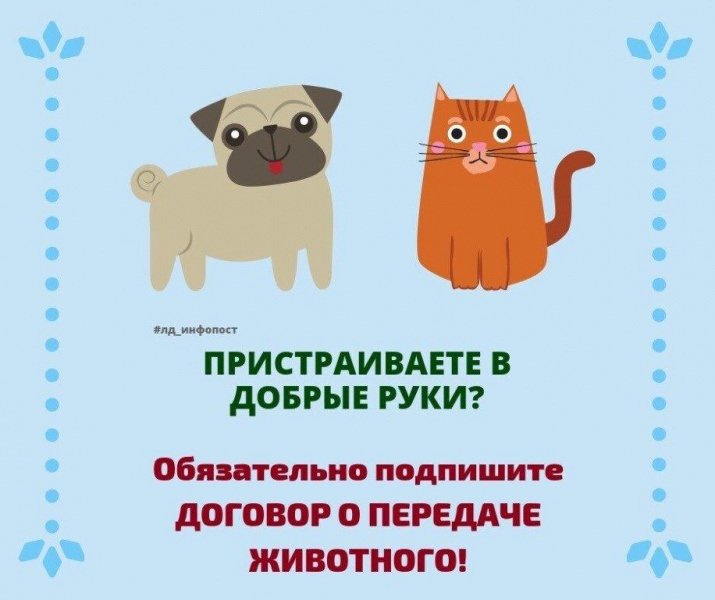 #лд_инфопост
ПРИСТРАИВАЕТЕ В
ДОБРЫЕ РУКИ?
Обязательно подпишите
ДОГОВОР О ПЕРЕДАЧЕ
ЖИВОТНОГО!